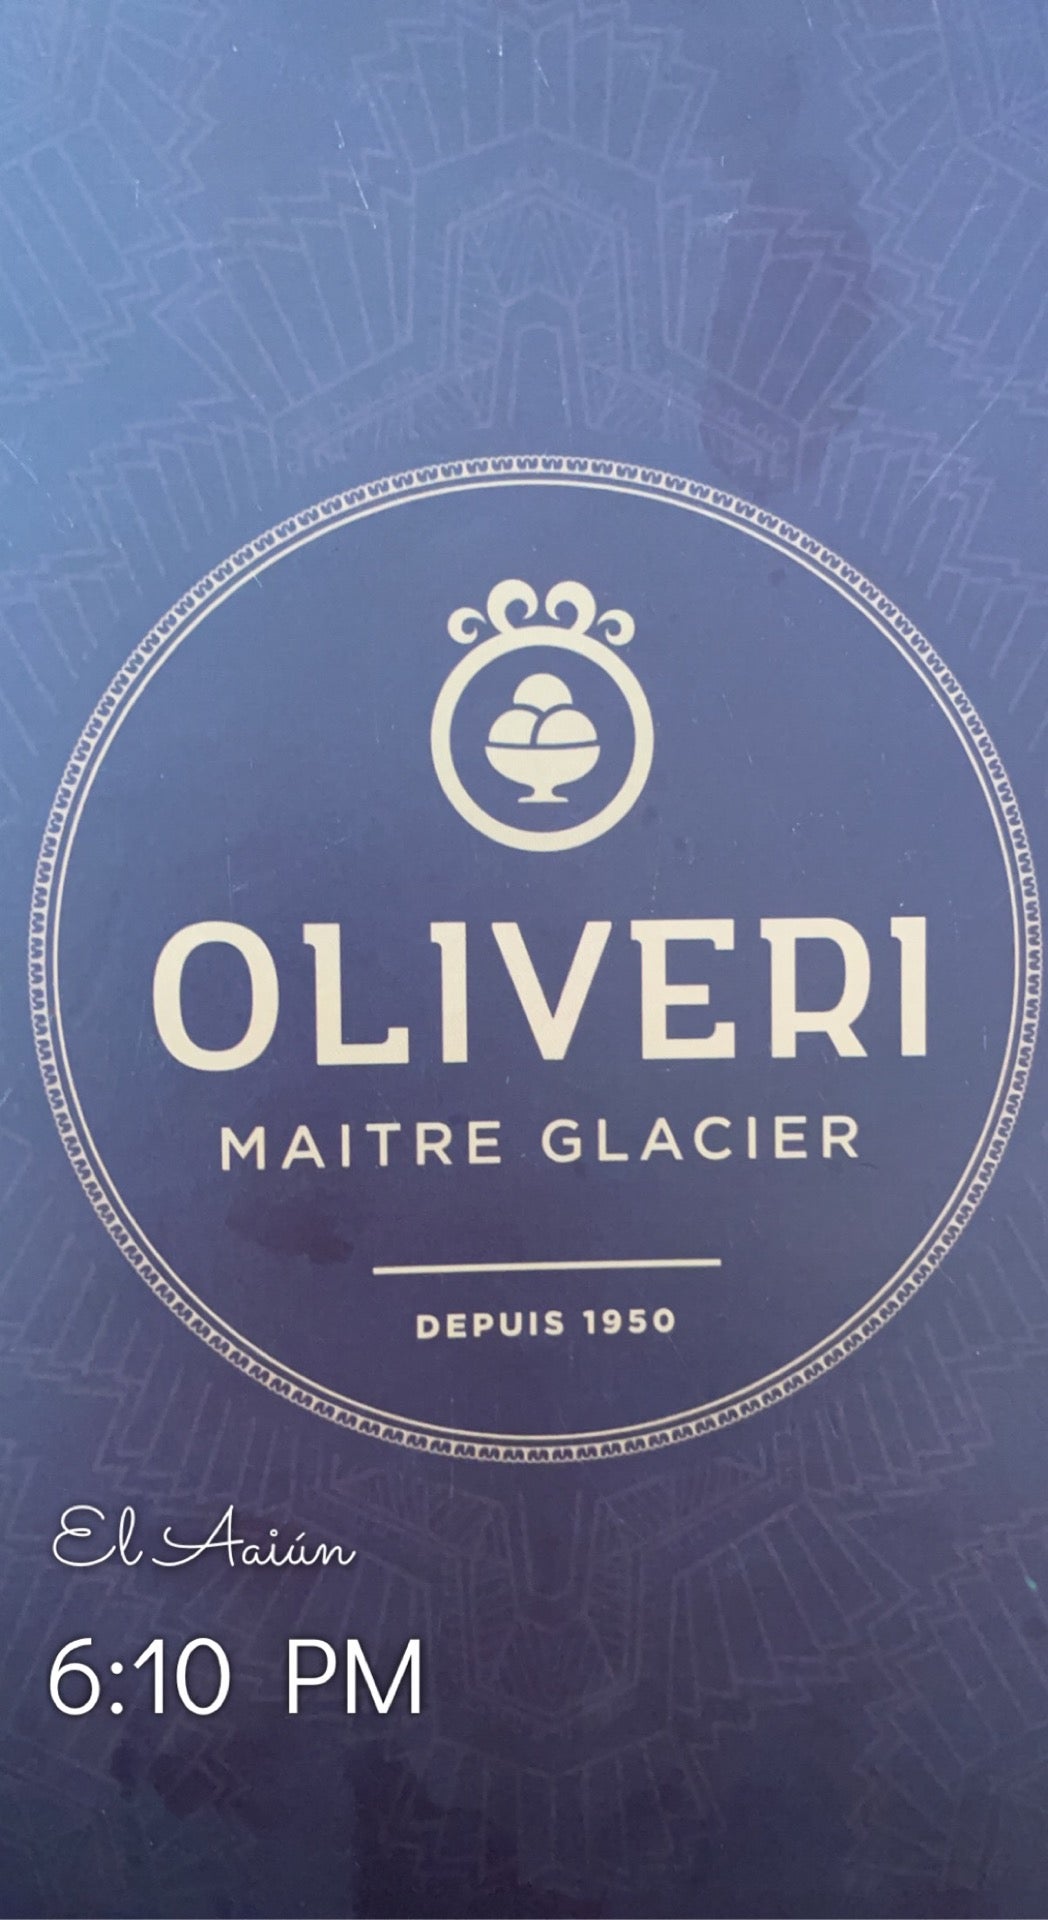 OLIVERI
MAITRE GLACIER
DEPUIS 1950
El Aaiún
6:10 PM